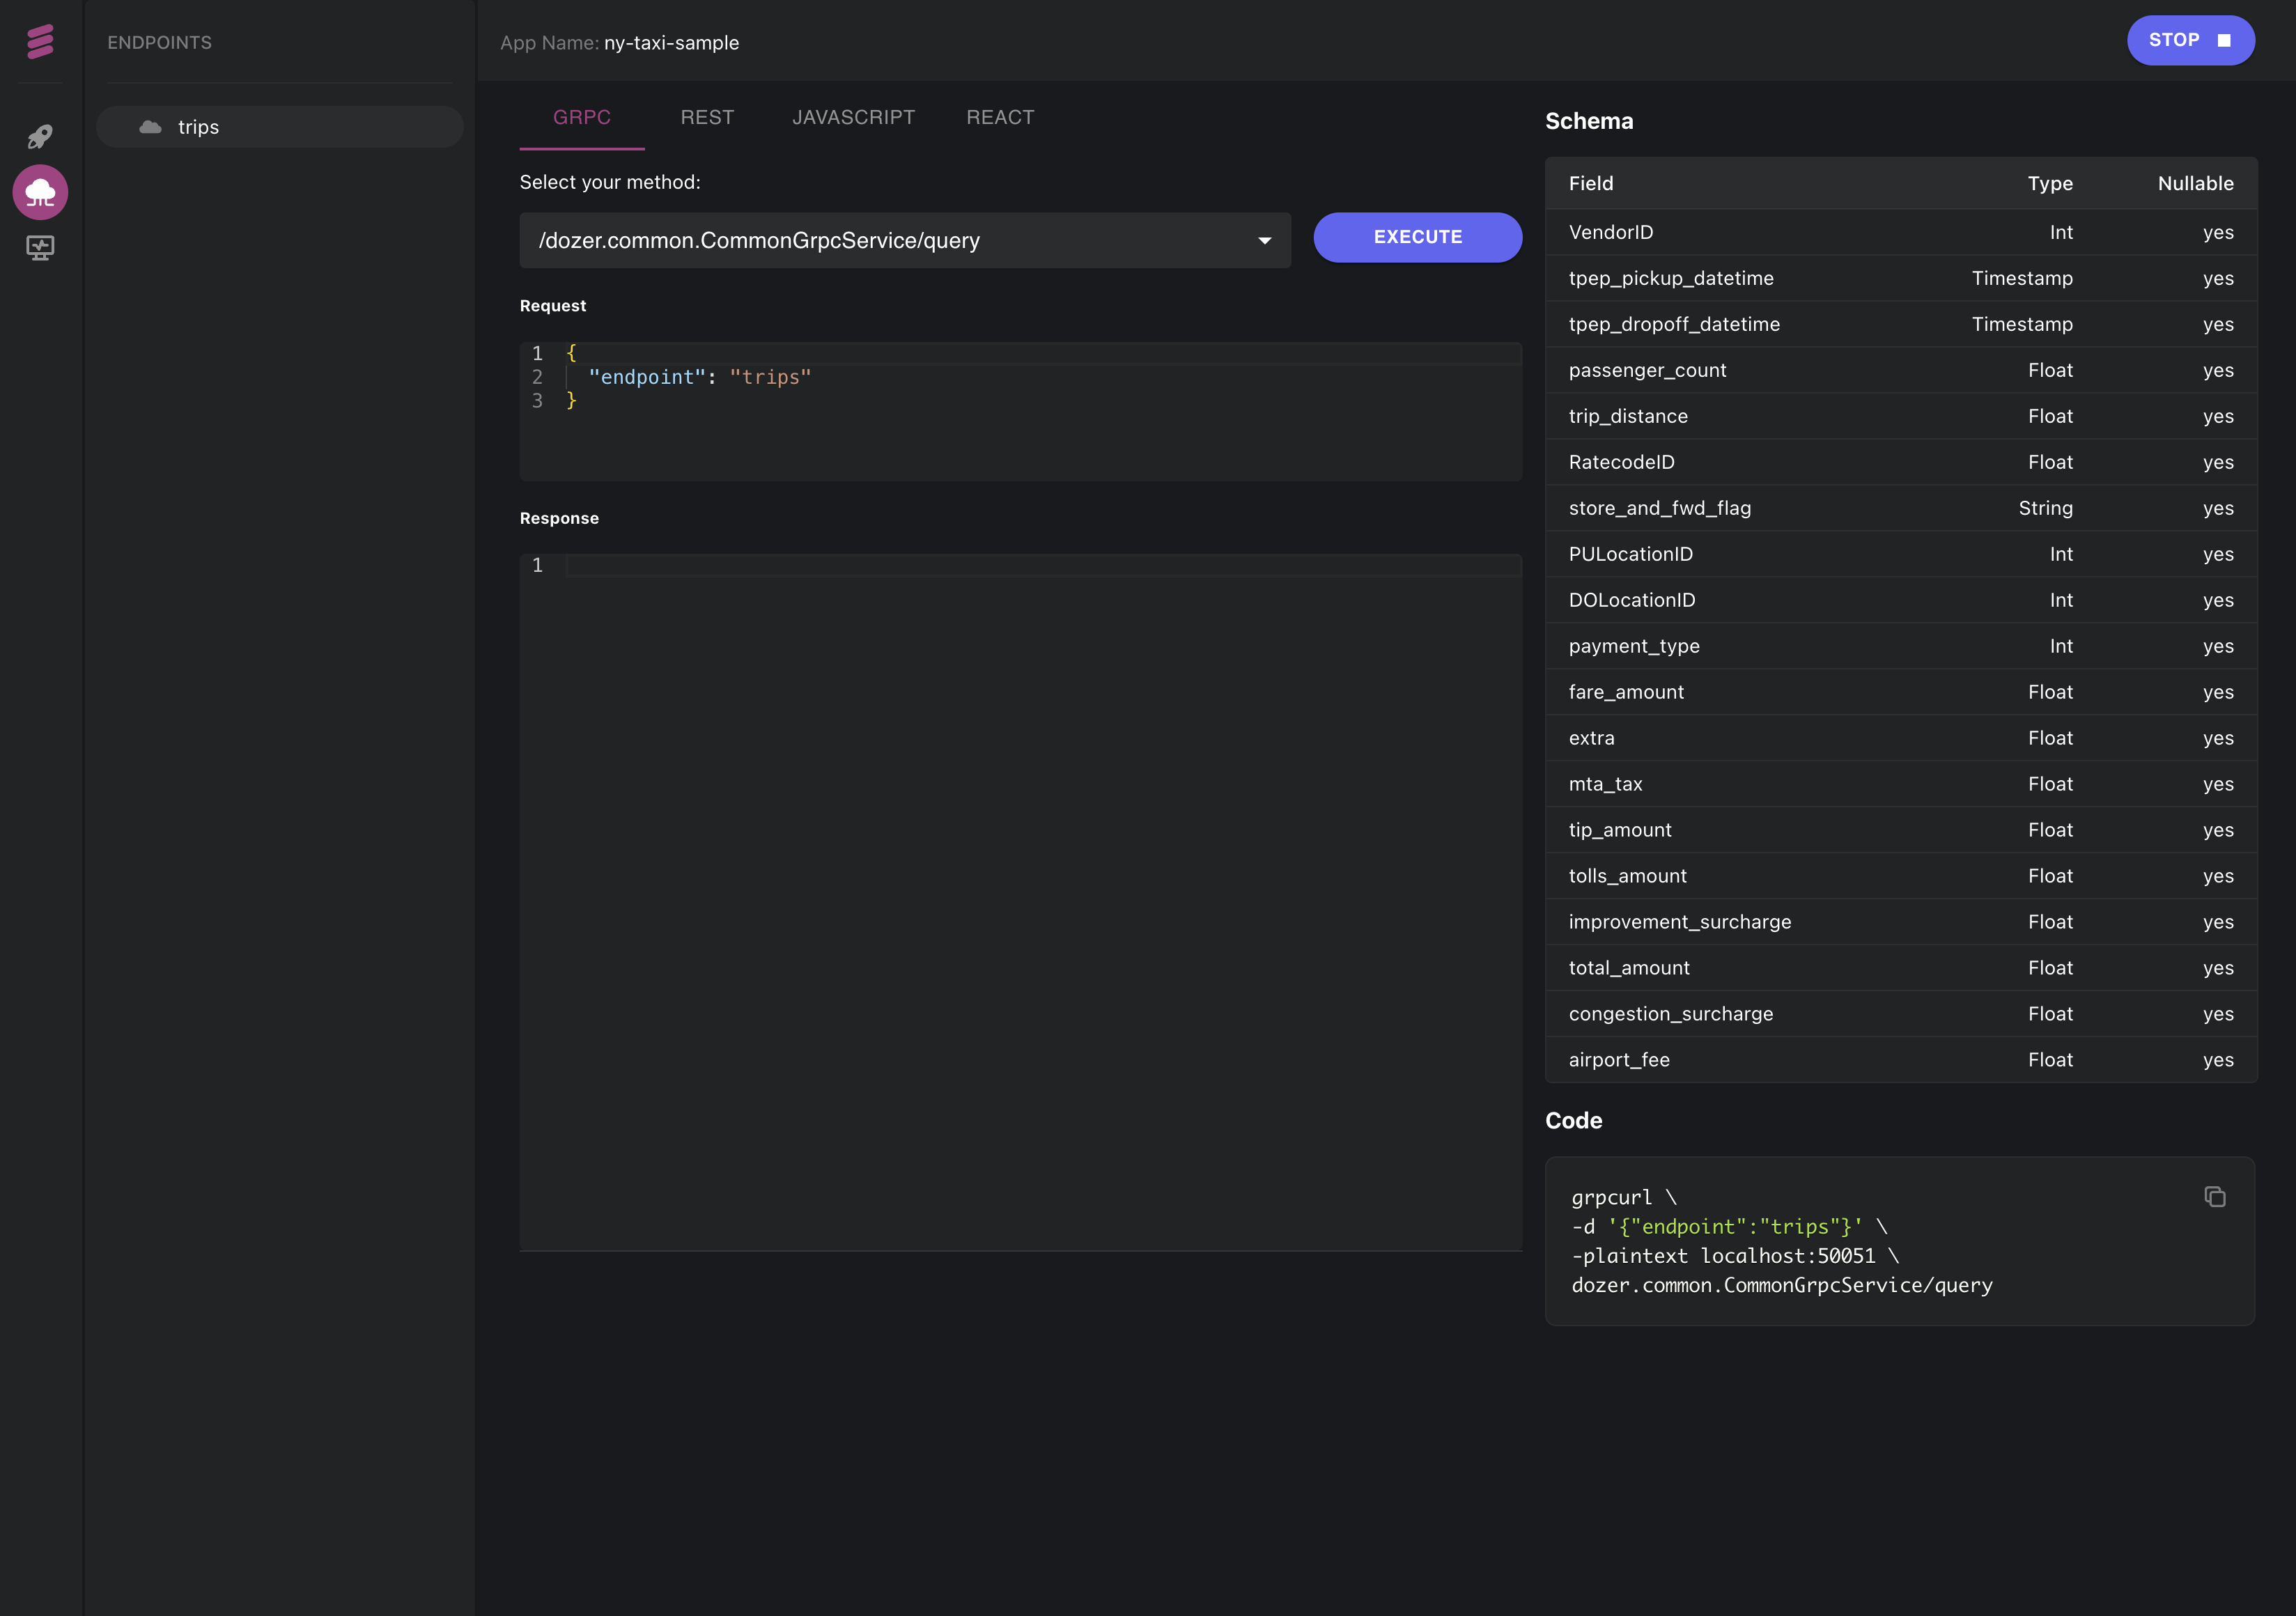 ENDPOINTS
trips
App Name: ny-taxi-sample
STOP
GRPC REST JAVASCRIPT REACT
Select your method:
/dozer.common.CommonGrpcService/query
EXECUTE
Request
1 {
2 "endpoint": "trips"
3 }
Response
1
Schema
Field Type Nullable
VendorID Int yes
tpep_pickup_datetime Timestamp yes
tpep_dropoff_datetime Timestamp yes
passenger_count Float yes
trip_distance Float yes
RatecodeID Float yes
store_and_fwd_flag String yes
PULocationID Int yes
DOLocationID Int yes
payment_type Int yes
fare_amount Float yes
extra Float yes
mta_tax Float yes
tip_amount Float yes
tolls_amount Float yes
improvement_surcharge Float yes
total_amount Float yes
congestion_surcharge Float yes
airport_fee Float yes
Code
grpcurl \
-d '{"endpoint":"trips"}' \
-plaintext localhost:50051 \
dozer.common.CommonGrpcService/query